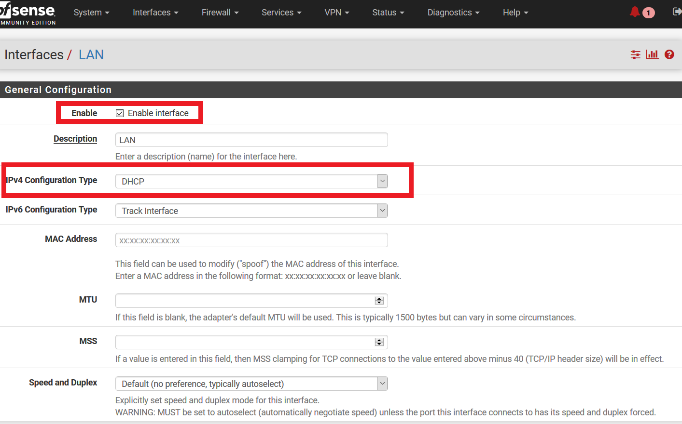 pfsense
COMMUNITY EDITION
System
Interfaces
Firewall
Services
VPN
Status
Diagnostics
Help
1
Interfaces / LAN
General Configuration
Enable
Enable interface
Description
LAN
Enter a description (name) for the interface here.
IPv4 Configuration Type
DHCP
IPv6 Configuration Type
Track Interface
MAC Address
xx:xx:xx:xx:xx:xx
This field can be used to modify ("spoof") the MAC address of this interface.
Enter a MAC address in the following format: xx:xx:xx:xx:xx:xx or leave blank.
MTU
If this field is blank, the adapter's default MTU will be used. This is typically 1500 bytes but can vary in some circumstances.
MSS
If a value is entered in this field, then MSS clamping for TCP connections to the value entered above minus 40 (TCP/IP header size) will be in effect.
Speed and Duplex
Default (no preference, typically autoselect)
Explicitly set speed and duplex mode for this interface.
WARNING: MUST be set to autoselect (automatically negotiate speed) unless the port this interface connects to has its speed and duplex forced.